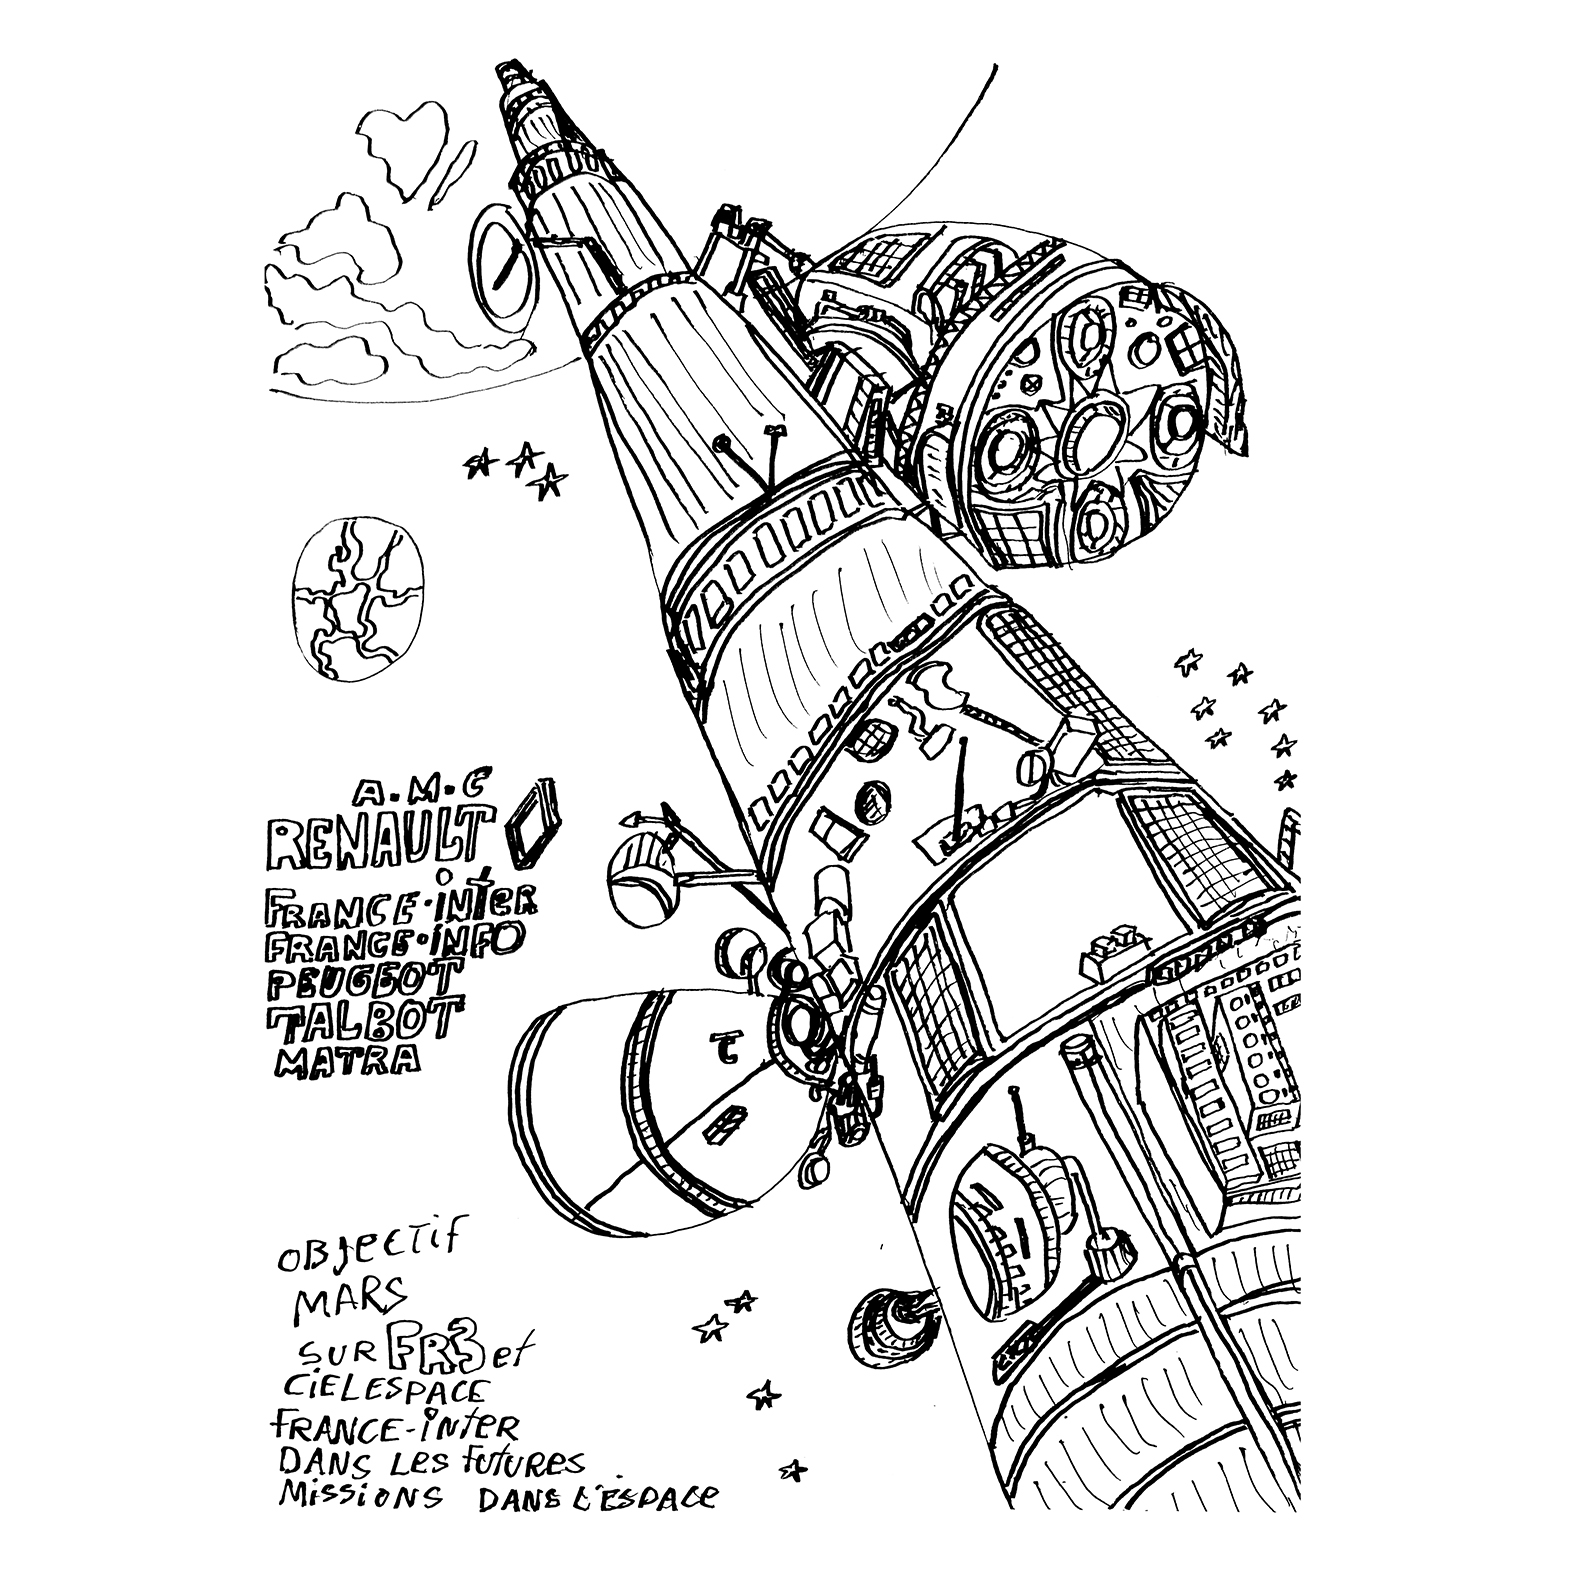 A.M.C
RENAULT
FRANCE·iNTER
FRANCE·iNFO
PEUGEOT
TALBOT
MATRA
OBJECTif
MARS
SUR FR3 et
CiELESPACE
FRANCE-iNTER
DANS LES FUTURES
MiSSiONS DANS L'ESPACE